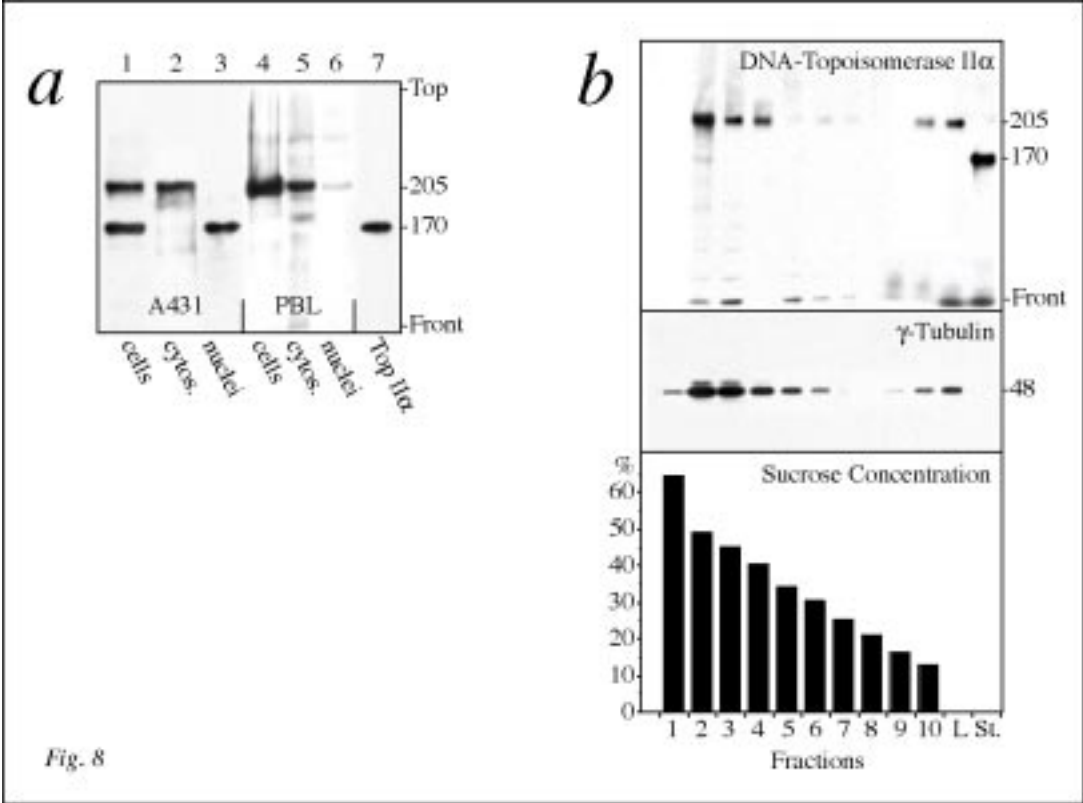 a
1 2 3 4 5 6 7
Top
205
170
Front
A431 PBL
cells cytos. nuclei cells cytos. nuclei Top IIα
b
DNA-Topoisomerase IIα
205
170
Front
γ-Tubulin
48
Sucrose Concentration
%
60
50
40
30
20
10
0
1 2 3 4 5 6 7 8 9 10 L St.
Fractions
Fig. 8